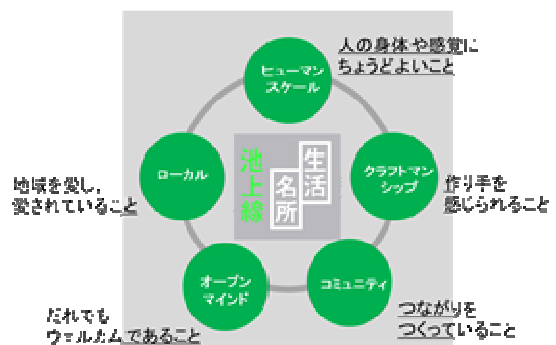 人の身体や感覚に
ちょうどよいこと
ヒューマン
スケール
ローカル
地域を愛し、
愛されていること
池上線
生活
名所
クラフトマン
シップ
作り手を
感じられること
オープン
マインド
だれでも
ウェルカムであること
コミュニティ
つながりを
つくっていること